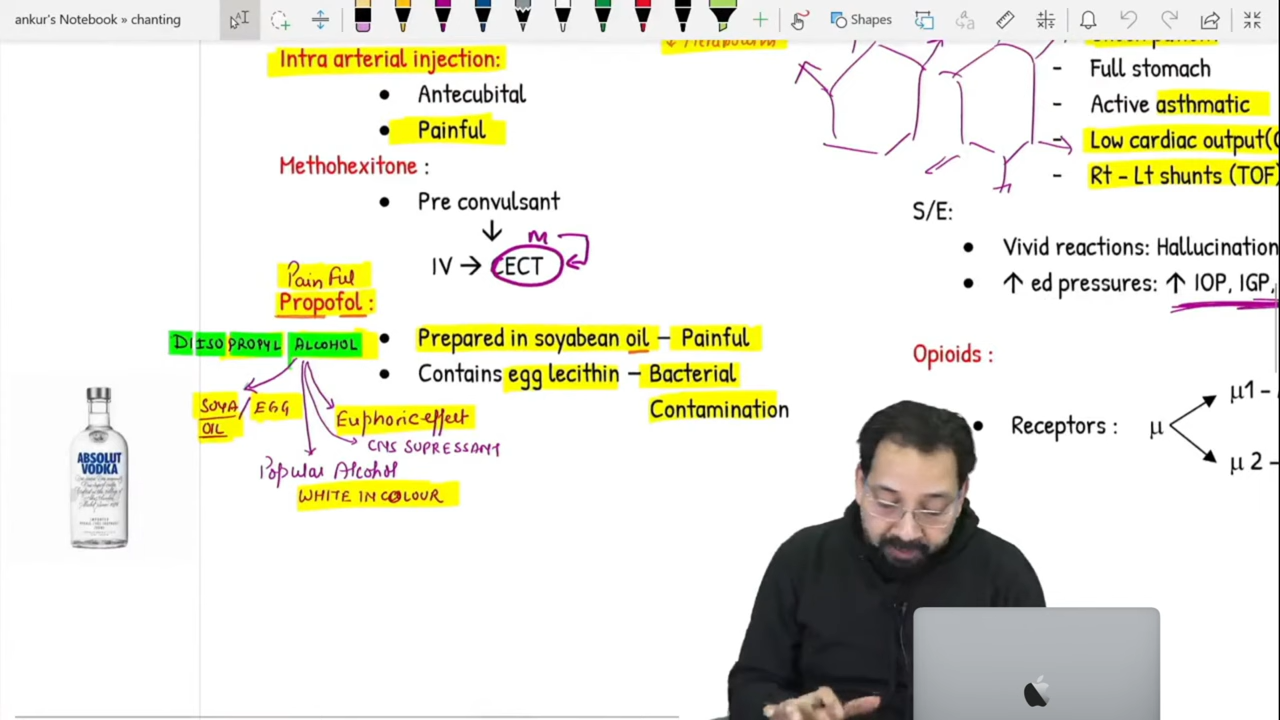 ankur's Notebook » chanting
Shapes
Intra arterial injection:
Antecubital
Painful
Methohexitone :
Pre convulsant
↓
M
IV → ECT
Painful
Propofol :
DIISOPROPYL ALCOHOL
Prepared in soyabean oil – Painful
Contains egg lecithin – Bacterial
Contamination
SOYA / EGG
OIL
Euphoric effect
CNS SUPRESSANT
Popular Alcohol
WHITE IN COLOUR
ABSOLUT
VODKA
- Full stomach
- Active asthmatic
- Low cardiac output(
- Rt – Lt shunts (TOF)
S/E:
Vivid reactions: Hallucination
↑ ed pressures: ↑ IOP, IGP,
Opioids :
Receptors : μ
μ1 –
μ 2 –